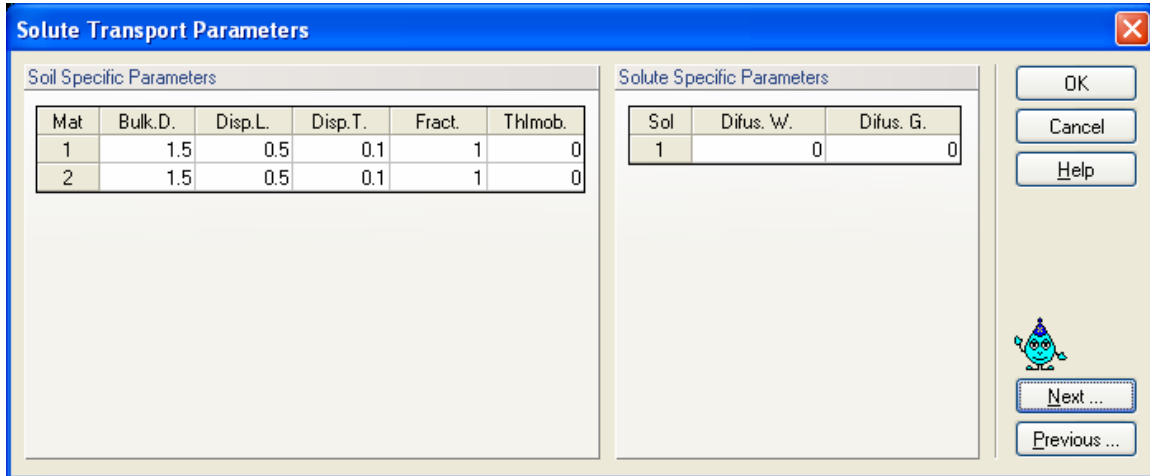 Solute Transport Parameters
Soil Specific Parameters
Mat Bulk.D. Disp.L. Disp.T. Fract. Thlmob.
1 1.5 0.5 0.1 1 0
2 1.5 0.5 0.1 1 0
Solute Specific Parameters
Sol Difus. W. Difus. G.
1 0 0
OK
Cancel
Help
Next ...
Previous ...